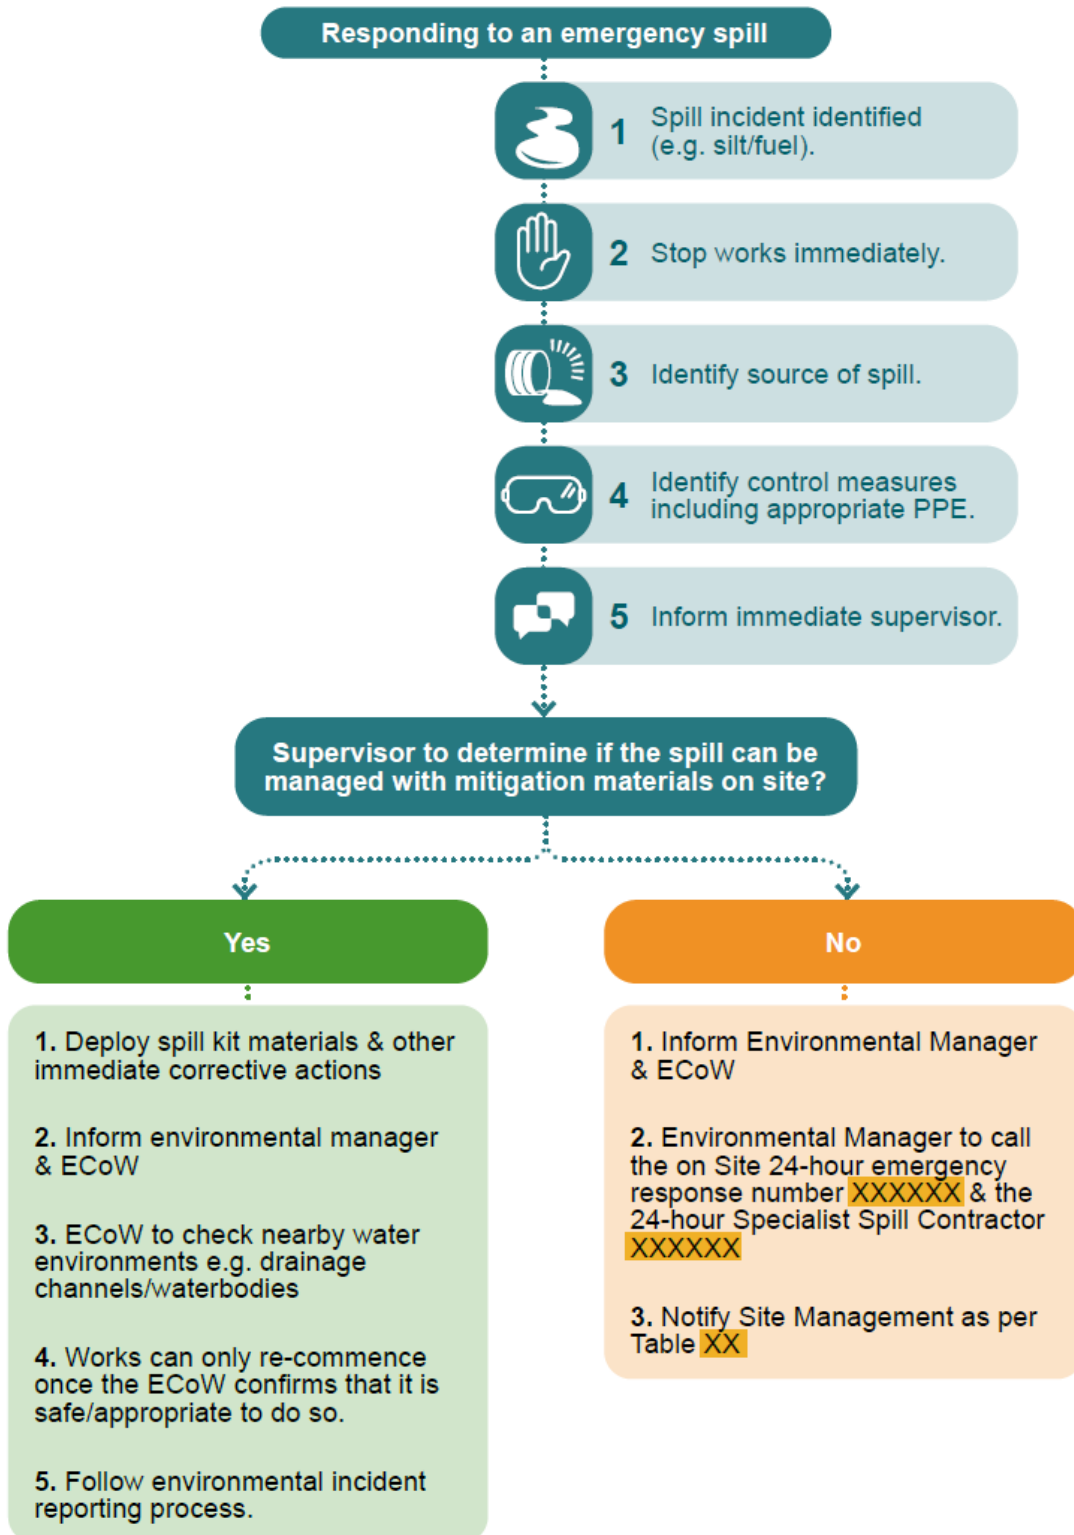 Responding to an emergency spill
1 Spill incident identified
(e.g. silt/fuel).
2 Stop works immediately.
3 Identify source of spill.
4 Identify control measures
including appropriate PPE.
5 Inform immediate supervisor.
Supervisor to determine if the spill can be
managed with mitigation materials on site?
Yes
1. Deploy spill kit materials & other
immediate corrective actions
2. Inform environmental manager
& ECoW
3. ECoW to check nearby water
environments e.g. drainage
channels/waterbodies
4. Works can only re-commence
once the ECoW confirms that it is
safe/appropriate to do so.
5. Follow environmental incident
reporting process.
No
1. Inform Environmental Manager
& ECoW
2. Environmental Manager to call
the on Site 24-hour emergency
response number XXXXXX & the
24-hour Specialist Spill Contractor
XXXXXX
3. Notify Site Management as per
Table XX